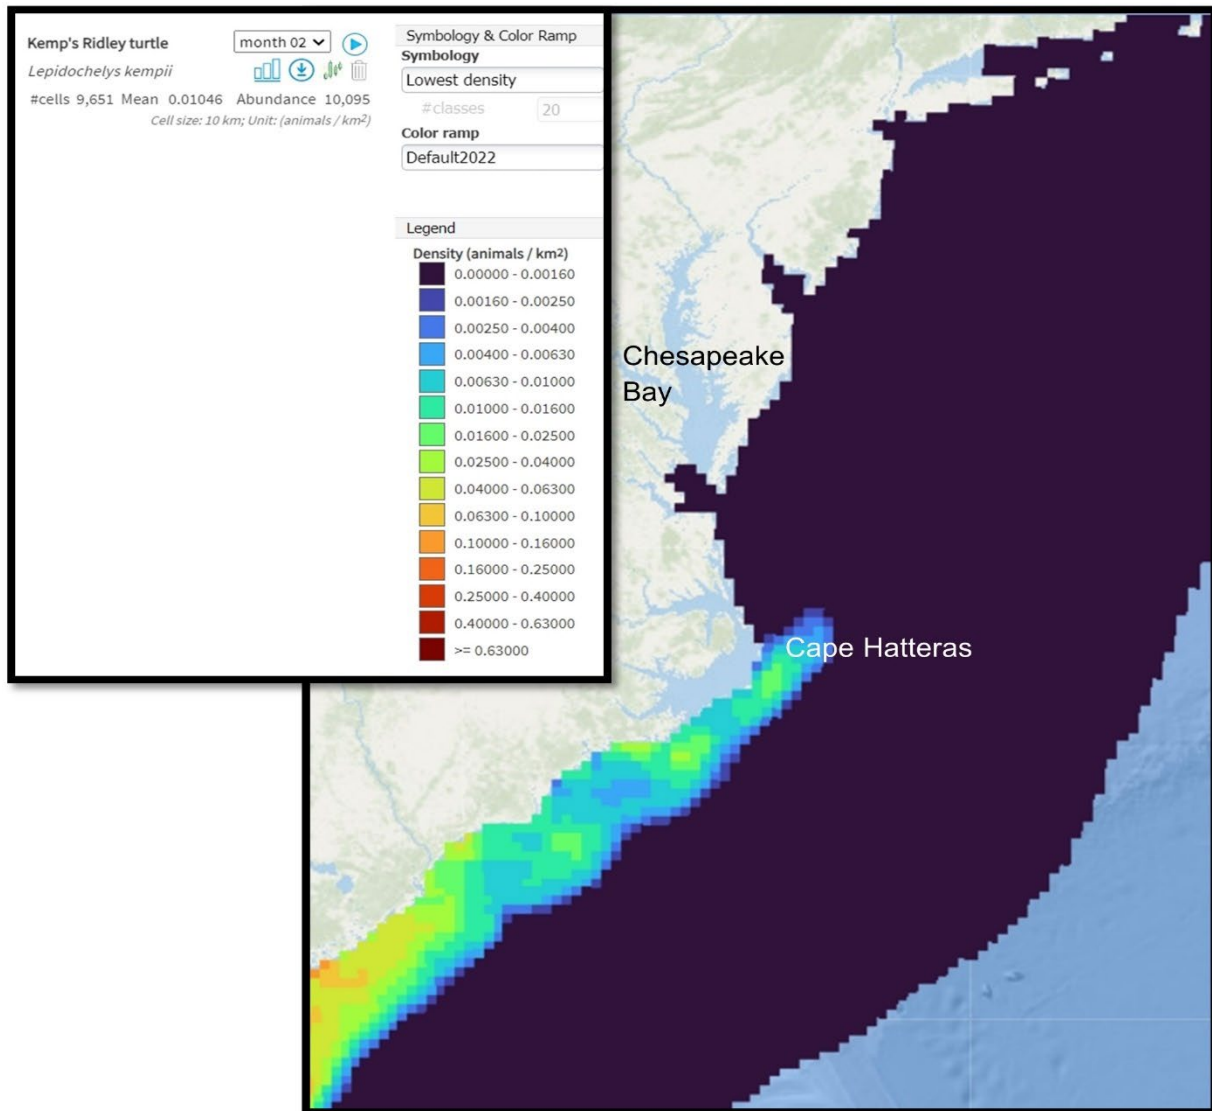 Kemp's Ridley turtle month 02
Lepidochelys kempii
#cells 9,651 Mean 0.01046 Abundance 10,095
Cell size: 10 km; Unit: (animals / km²)
Symbology & Color Ramp
Symbology
Lowest density
#classes 20
Color ramp
Default2022
Legend
Density (animals / km²)
0.00000 - 0.00160
0.00160 - 0.00250
0.00250 - 0.00400
0.00400 - 0.00630
0.00630 - 0.01000
0.01000 - 0.01600
0.01600 - 0.02500
0.02500 - 0.04000
0.04000 - 0.06300
0.06300 - 0.10000
0.10000 - 0.16000
0.16000 - 0.25000
0.25000 - 0.40000
0.40000 - 0.63000
>= 0.63000
Chesapeake
Bay
Cape Hatteras